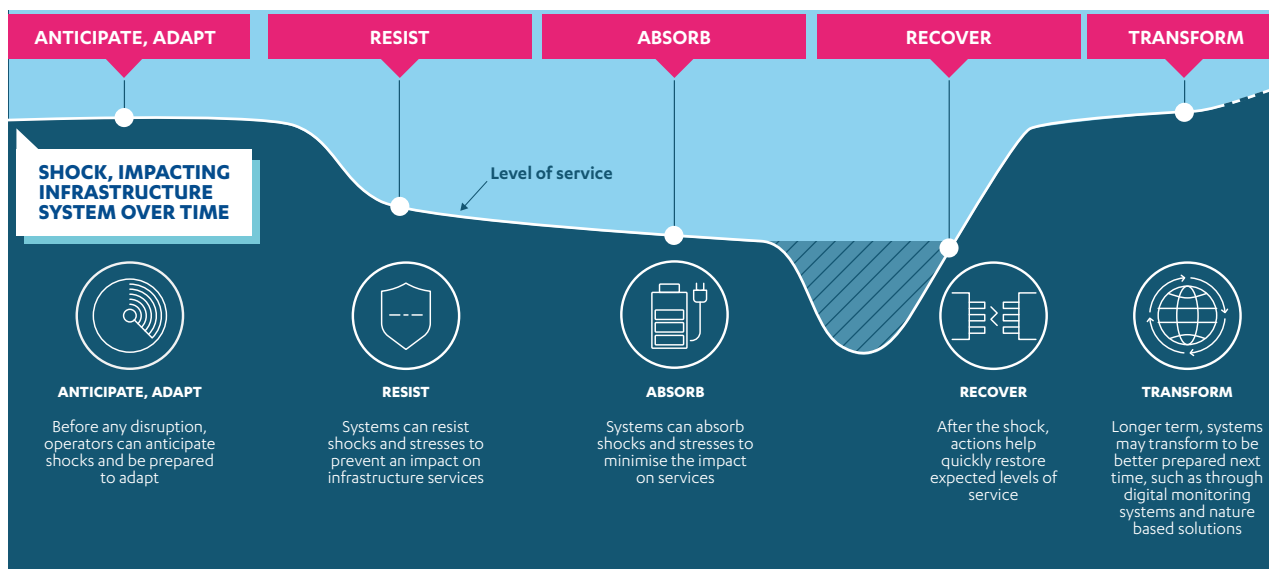 ANTICIPATE, ADAPT
RESIST
ABSORB
RECOVER
TRANSFORM
SHOCK, IMPACTING
INFRASTRUCTURE
SYSTEM OVER TIME
Level of service
ANTICIPATE, ADAPT
Before any disruption,
operators can anticipate
shocks and be prepared
to adapt
RESIST
Systems can resist
shocks and stresses to
prevent an impact on
infrastructure services
ABSORB
Systems can absorb
shocks and stresses to
minimise the impact
on services
RECOVER
After the shock,
actions help
quickly restore
expected levels of
service
TRANSFORM
Longer term, systems
may transform to be
better prepared next
time, such as through
digital monitoring
systems and nature
based solutions